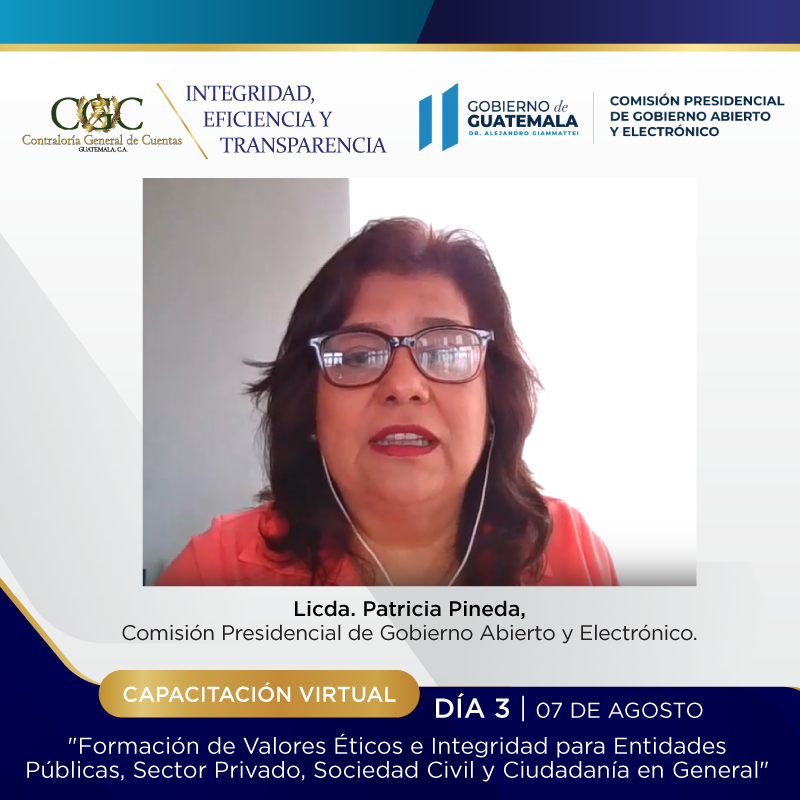 CGC
Contraloría General de Cuentas
GUATEMALA, C.A.
INTEGRIDAD,
EFICIENCIA Y
TRANSPARENCIA
GOBIERNO de
GUATEMALA
DR. ALEJANDRO GIAMMATTEI
COMISIÓN PRESIDENCIAL
DE GOBIERNO ABIERTO
Y ELECTRÓNICO
Licda. Patricia Pineda,
Comisión Presidencial de Gobierno Abierto y Electrónico.
CAPACITACIÓN VIRTUAL
DÍA 3 | 07 DE AGOSTO
"Formación de Valores Éticos e Integridad para Entidades
Públicas, Sector Privado, Sociedad Civil y Ciudadanía en General"